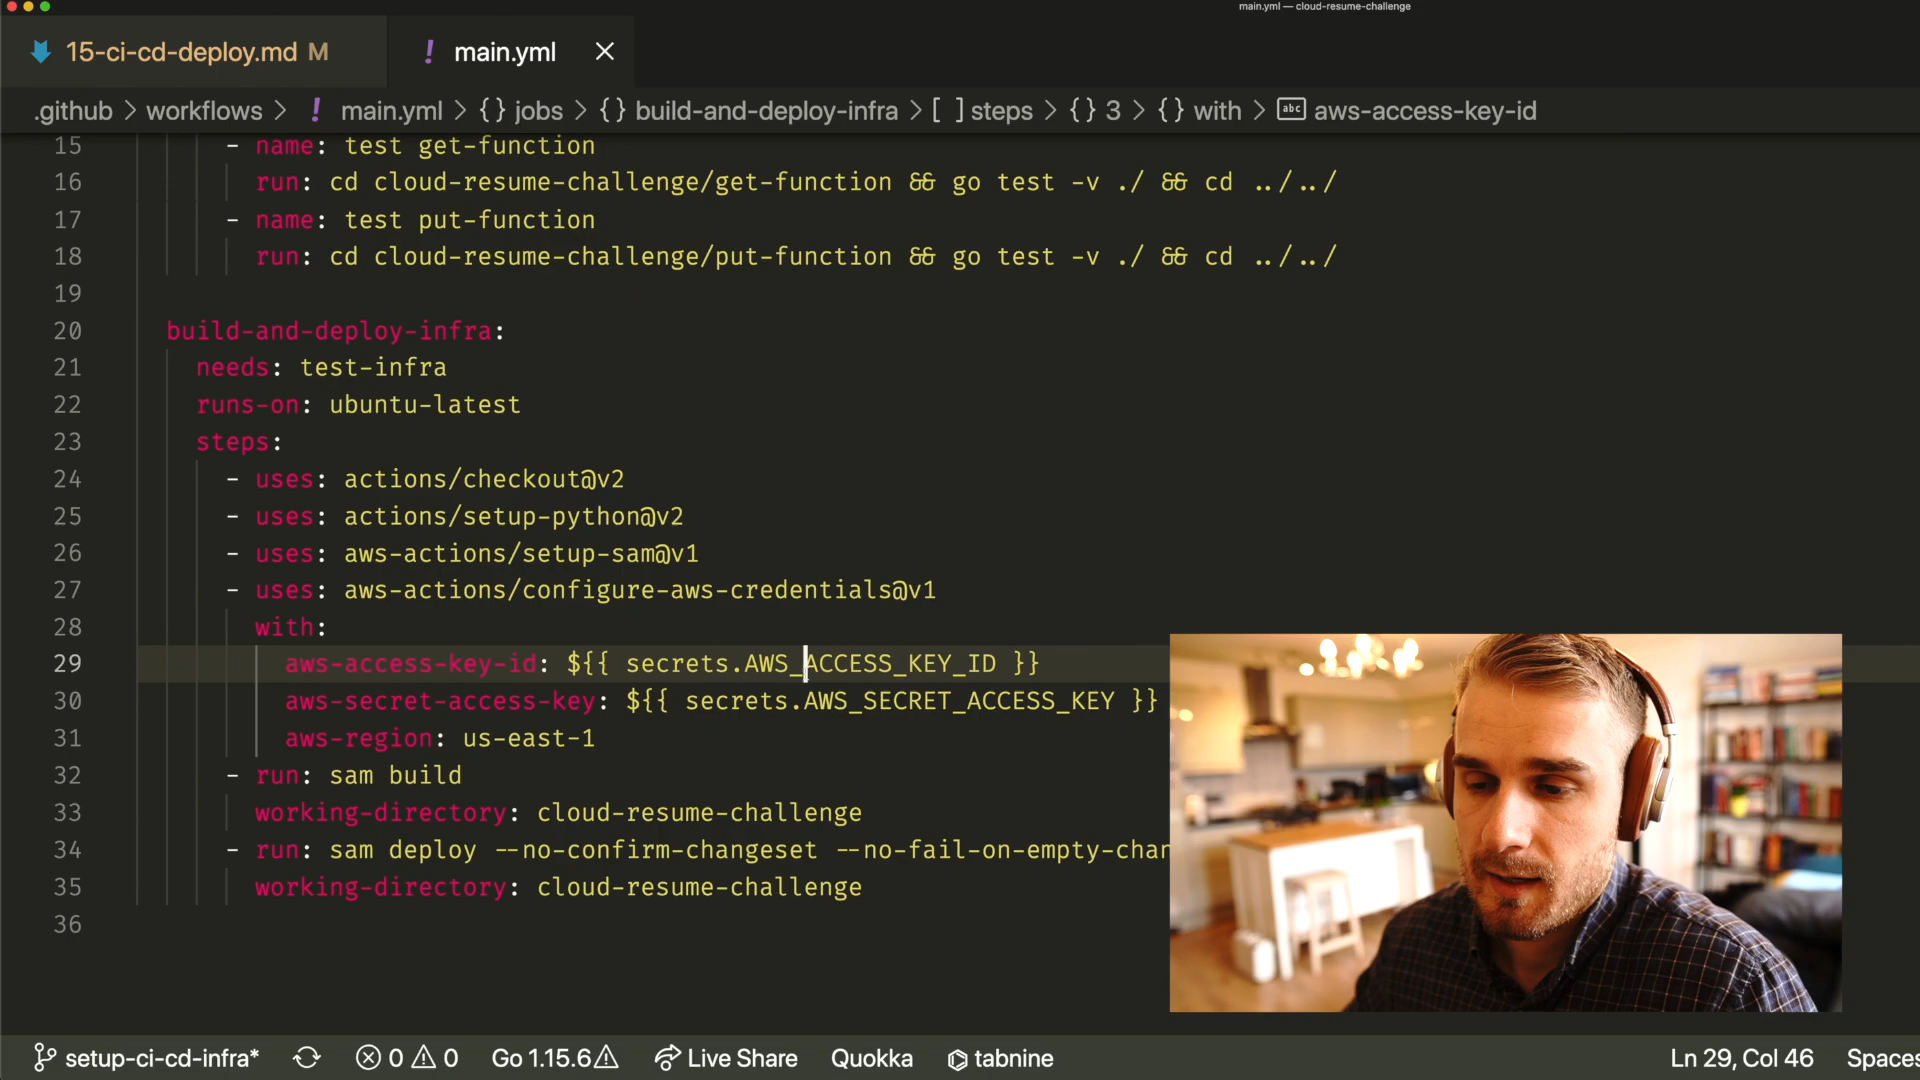 main.yml — cloud-resume-challenge
15-ci-cd-deploy.md M
! main.yml ×
.github > workflows > ! main.yml > {} jobs > {} build-and-deploy-infra > [ ] steps > {} 3 > {} with > abc aws-access-key-id
15 - name: test get-function
16 run: cd cloud-resume-challenge/get-function && go test -v ./ && cd ../../
17 - name: test put-function
18 run: cd cloud-resume-challenge/put-function && go test -v ./ && cd ../../
19
20 build-and-deploy-infra:
21 needs: test-infra
22 runs-on: ubuntu-latest
23 steps:
24 - uses: actions/checkout@v2
25 - uses: actions/setup-python@v2
26 - uses: aws-actions/setup-sam@v1
27 - uses: aws-actions/configure-aws-credentials@v1
28 with:
29 aws-access-key-id: ${{ secrets.AWS_ACCESS_KEY_ID }}
30 aws-secret-access-key: ${{ secrets.AWS_SECRET_ACCESS_KEY }}
31 aws-region: us-east-1
32 - run: sam build
33 working-directory: cloud-resume-challenge
34 - run: sam deploy --no-confirm-changeset --no-fail-on-empty-chan
35 working-directory: cloud-resume-challenge
36
setup-ci-cd-infra* 0 0 Go 1.15.6 Live Share Quokka tabnine Ln 29, Col 46 Spaces